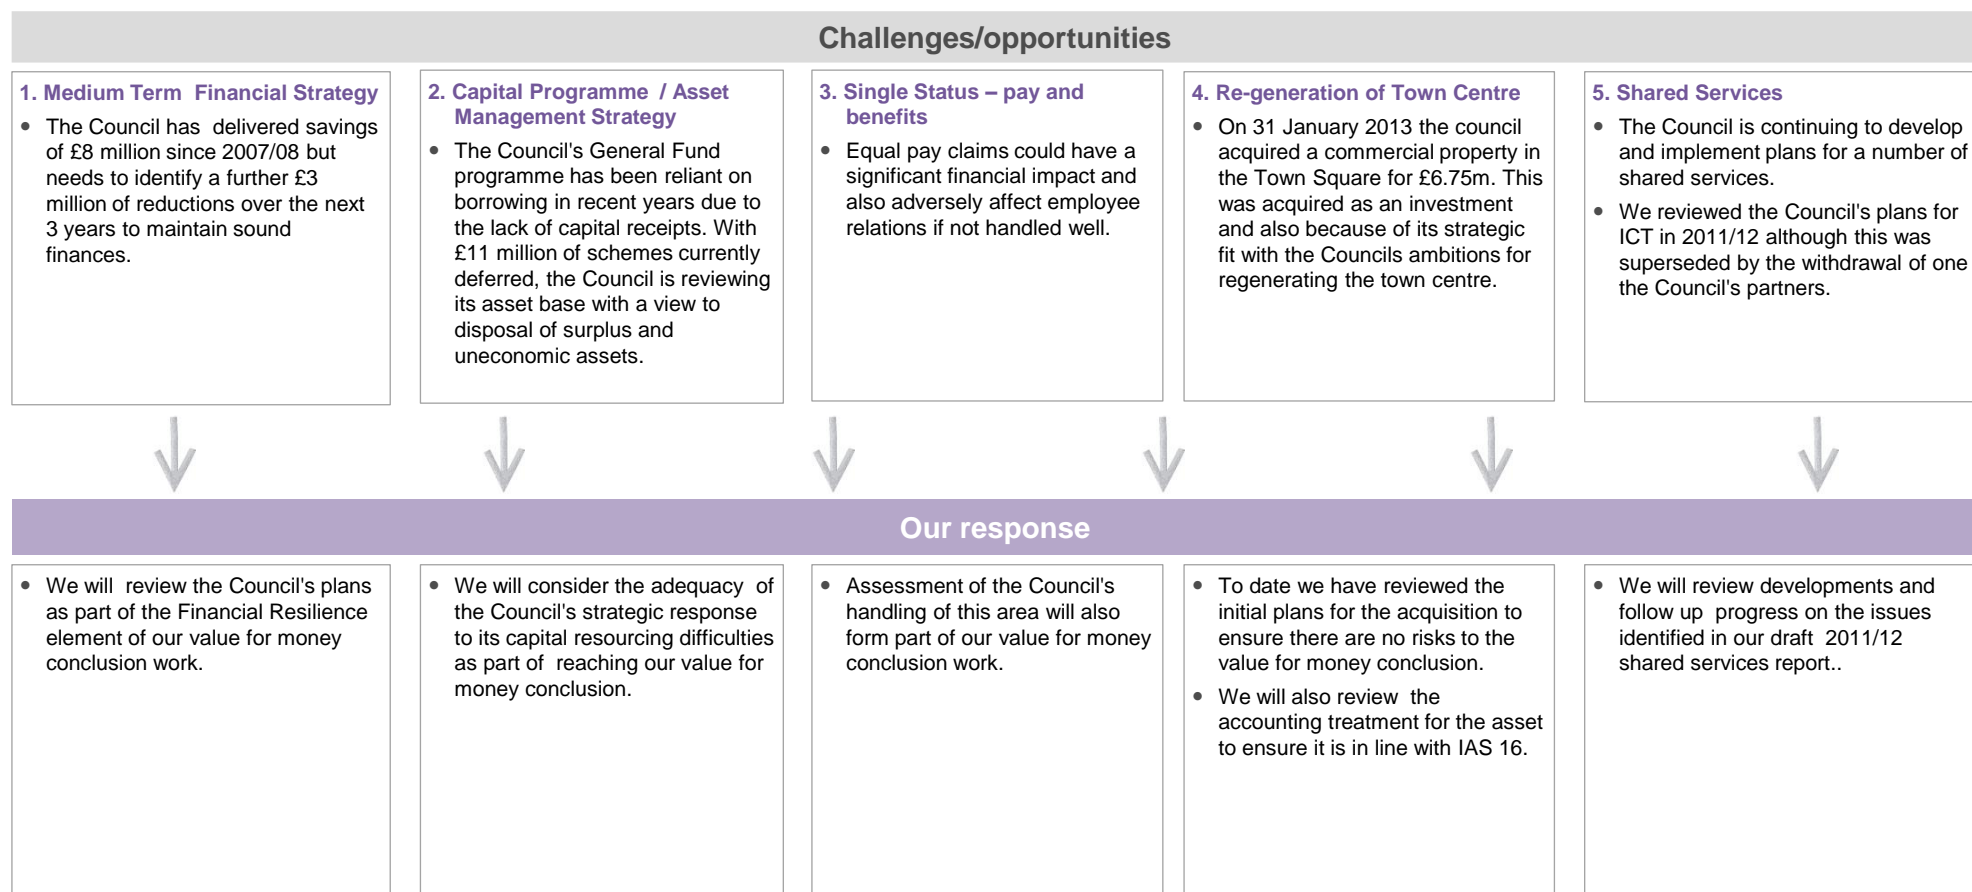 Challenges/opportunities
1. Medium Term  Financial Strategy
• The Council has  delivered savings
of £8 million since 2007/08 but
needs to identify a further £3
million of reductions over the next
3 years to maintain sound
finances.
2. Capital Programme  / Asset
Management Strategy
• The Council's General Fund
programme has been reliant on
borrowing in recent years due to
the lack of capital receipts. With
£11 million of schemes currently
deferred, the Council is reviewing
its asset base with a view to
disposal of surplus and
uneconomic assets.
3. Single Status – pay and
benefits
• Equal pay claims could have a
significant financial impact and
also adversely affect employee
relations if not handled well.
4. Re-generation of Town Centre
• On 31 January 2013 the council
acquired a commercial property in
the Town Square for £6.75m. This
was acquired as an investment
and also because of its strategic
fit with the Councils ambitions for
regenerating the town centre.
5. Shared Services
• The Council is continuing to develop
and implement plans for a number of
shared services.
• We reviewed the Council's plans for
ICT in 2011/12 although this was
superseded by the withdrawal of one
the Council's partners.
Our response
• We will  review the Council's plans
as part of the Financial Resilience
element of our value for money
conclusion work.
• We will consider the adequacy  of
the Council's strategic response
to its capital resourcing difficulties
as part of  reaching our value for
money conclusion.
• Assessment of the Council's
handling of this area will also
form part of our value for money
conclusion work.
• To date we have reviewed the
initial plans for the acquisition to
ensure there are no risks to the
value for money conclusion.
• We will also review  the
accounting treatment for the asset
to ensure it is in line with IAS 16.
• We will review developments and
follow up  progress on the issues
identified in our draft  2011/12
shared services report..